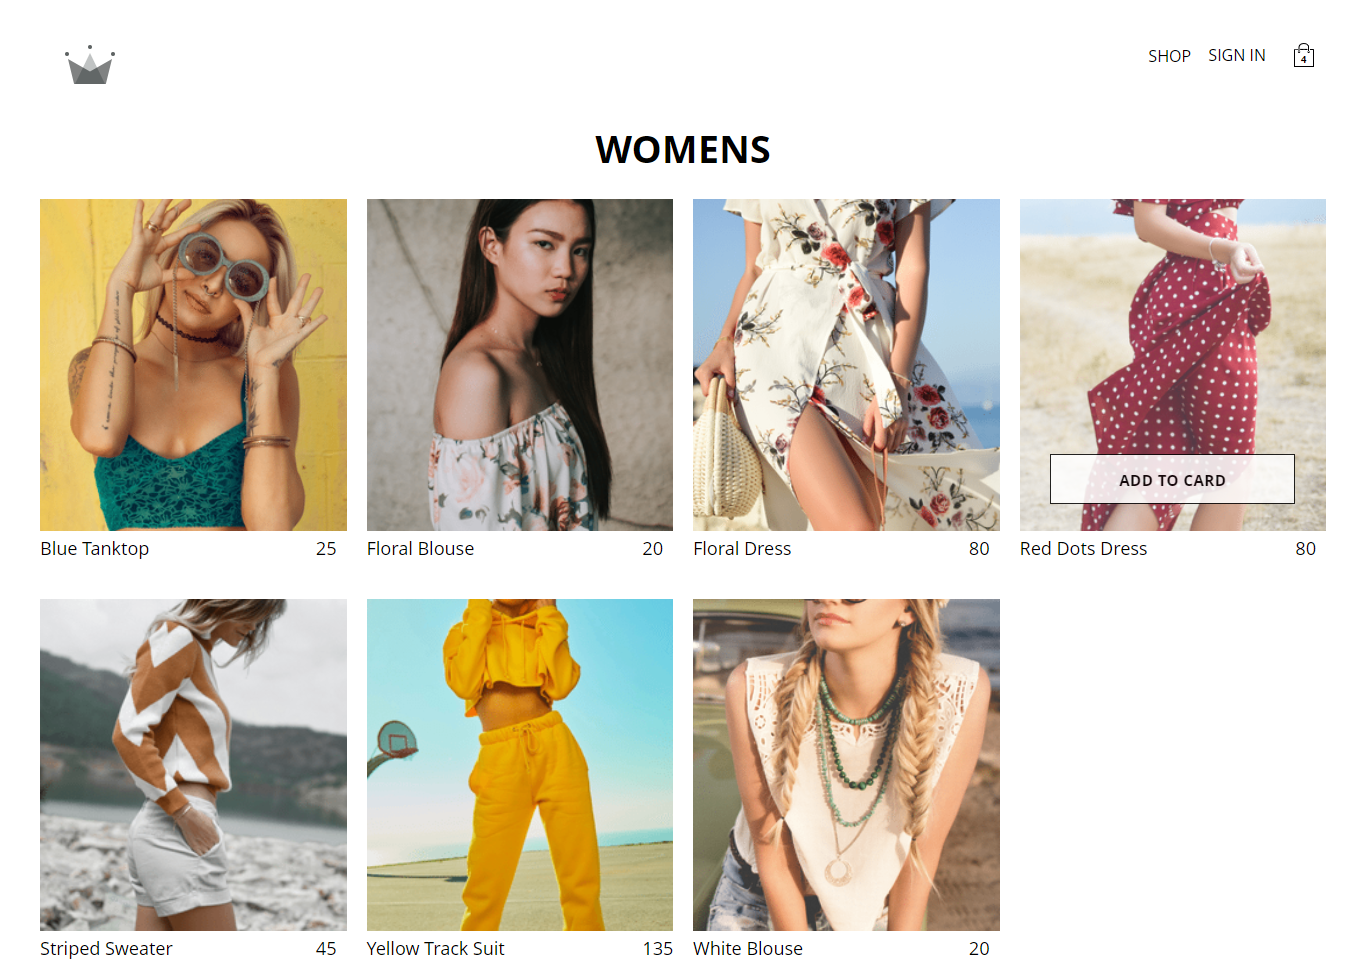 SHOP SIGN IN 4
WOMENS
ADD TO CARD
Blue Tanktop 25 Floral Blouse 20 Floral Dress 80 Red Dots Dress 80
Striped Sweater 45 Yellow Track Suit 135 White Blouse 20